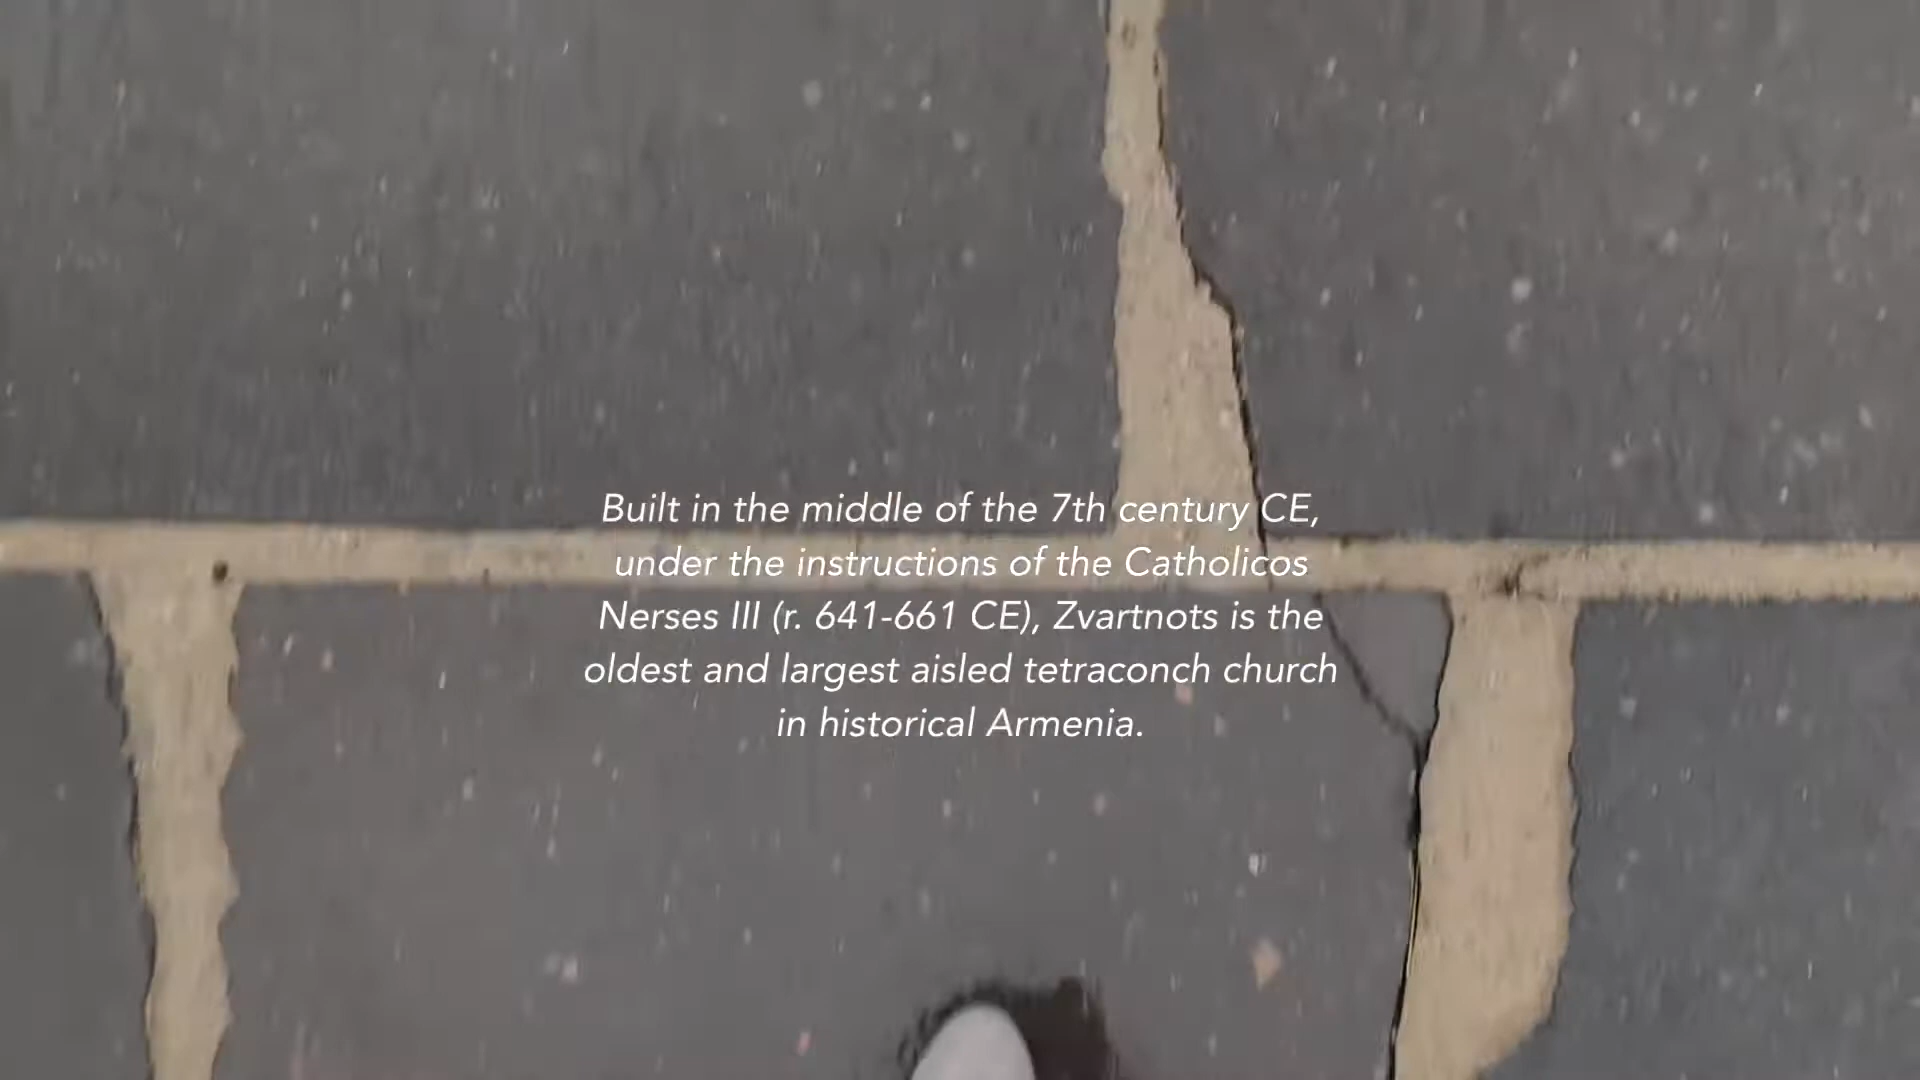 Built in the middle of the 7th century CE,
under the instructions of the Catholicos
Nerses III (r. 641-661 CE), Zvartnots is the
oldest and largest aisled tetraconch church
in historical Armenia.